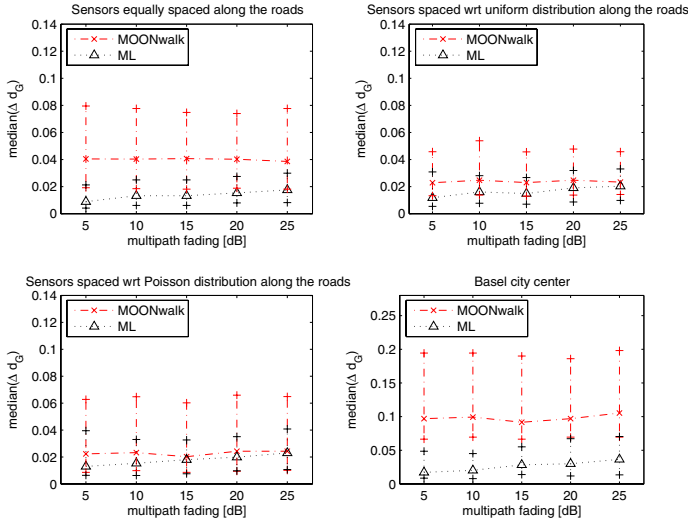 Sensors equally spaced along the roads
0.14
0.12
0.1
0.08
0.06
0.04
0.02
0
median(Δ d_G)
MOONwalk
ML
5 10 15 20 25
multipath fading [dB]
Sensors spaced wrt uniform distribution along the roads
0.14
0.12
0.1
0.08
0.06
0.04
0.02
0
median(Δ d_G)
MOONwalk
ML
5 10 15 20 25
multipath fading [dB]
Sensors spaced wrt Poisson distribution along the roads
0.14
0.12
0.1
0.08
0.06
0.04
0.02
0
median(Δ d_G)
MOONwalk
ML
5 10 15 20 25
multipath fading [dB]
Basel city center
0.25
0.2
0.15
0.1
0.05
0
median(Δ d_G)
MOONwalk
ML
5 10 15 20 25
multipath fading [dB]